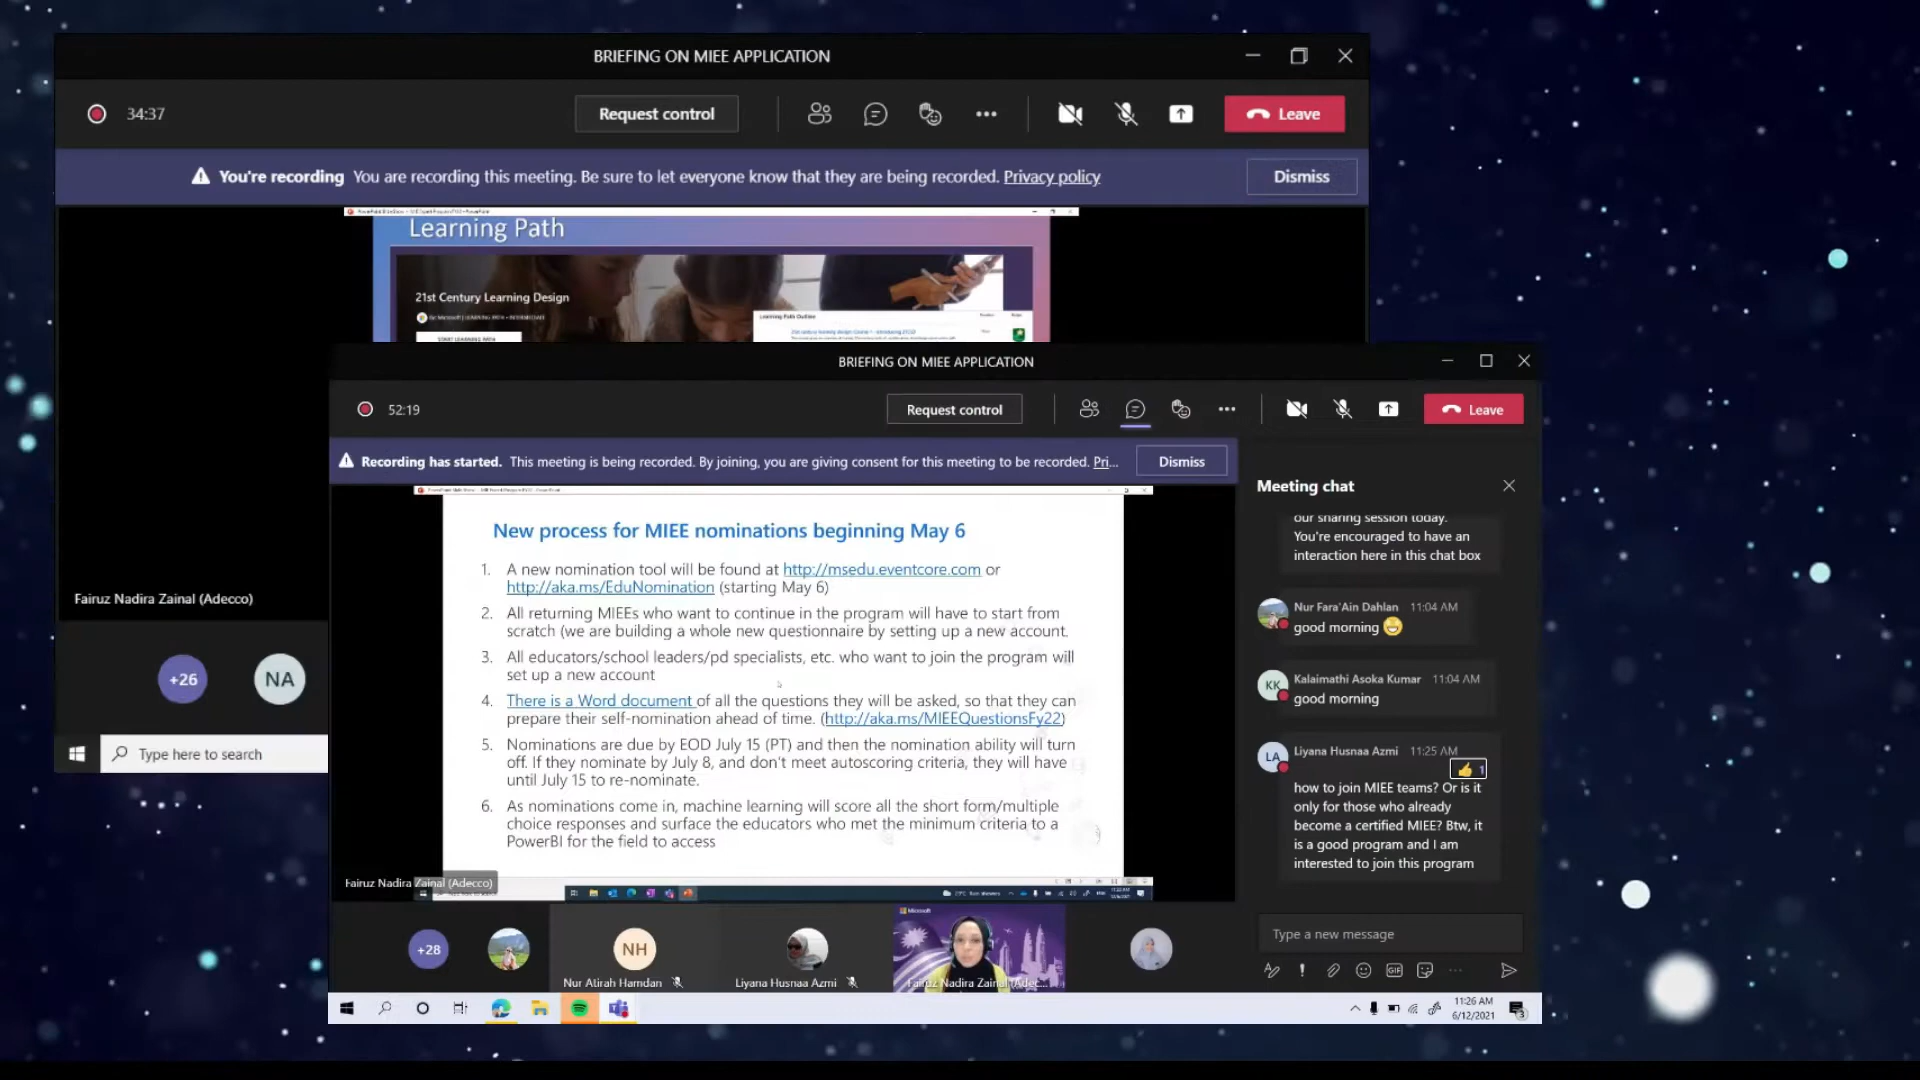 BRIEFING ON MIEE APPLICATION
34:37
Request control
Leave
You're recording You are recording this meeting. Be sure to let everyone know that they are being recorded. Privacy policy
Dismiss
Learning Path
21st Century Learning Design
Learning Path Outline
Fairuz Nadira Zainal (Adecco)
+26
NA
Type here to search
BRIEFING ON MIEE APPLICATION
52:19
Request control
Leave
Recording has started. This meeting is being recorded. By joining, you are giving consent for this meeting to be recorded. Pri...
Dismiss
New process for MIEE nominations beginning May 6
1. A new nomination tool will be found at http://msedu.eventcore.com or
http://aka.ms/EduNomination (starting May 6)
2. All returning MIEEs who want to continue in the program will have to start from
scratch (we are building a whole new questionnaire by setting up a new account.
3. All educators/school leaders/pd specialists, etc. who want to join the program will
set up a new account
4. There is a Word document of all the questions they will be asked, so that they can
prepare their self-nomination ahead of time. (http://aka.ms/MIEEQuestionsFy22)
5. Nominations are due by EOD July 15 (PT) and then the nomination ability will turn
off. If they nominate by July 8, and don't meet autoscoring criteria, they will have
until July 15 to re-nominate.
6. As nominations come in, machine learning will score all the short form/multiple
choice responses and surface the educators who met the minimum criteria to a
PowerBI for the field to access
Fairuz Nadira Zainal (Adecco)
+28
NH
Nur Atirah Hamdan
Liyana Husnaa Azmi
Microsoft
Fairuz Nadira Zainal (Adec...
Meeting chat
our sharing session today.
You're encouraged to have an
interaction here in this chat box
Nur Fara'Ain Dahlan 11:04 AM
good morning
KK
Kalaimathi Asoka Kumar 11:04 AM
good morning
LA
Liyana Husnaa Azmi 11:25 AM
1
how to join MIEE teams? Or is it
only for those who already
become a certified MIEE? Btw, it
is a good program and I am
interested to join this program
Type a new message
GIF
11:26 AM
6/12/2021
3